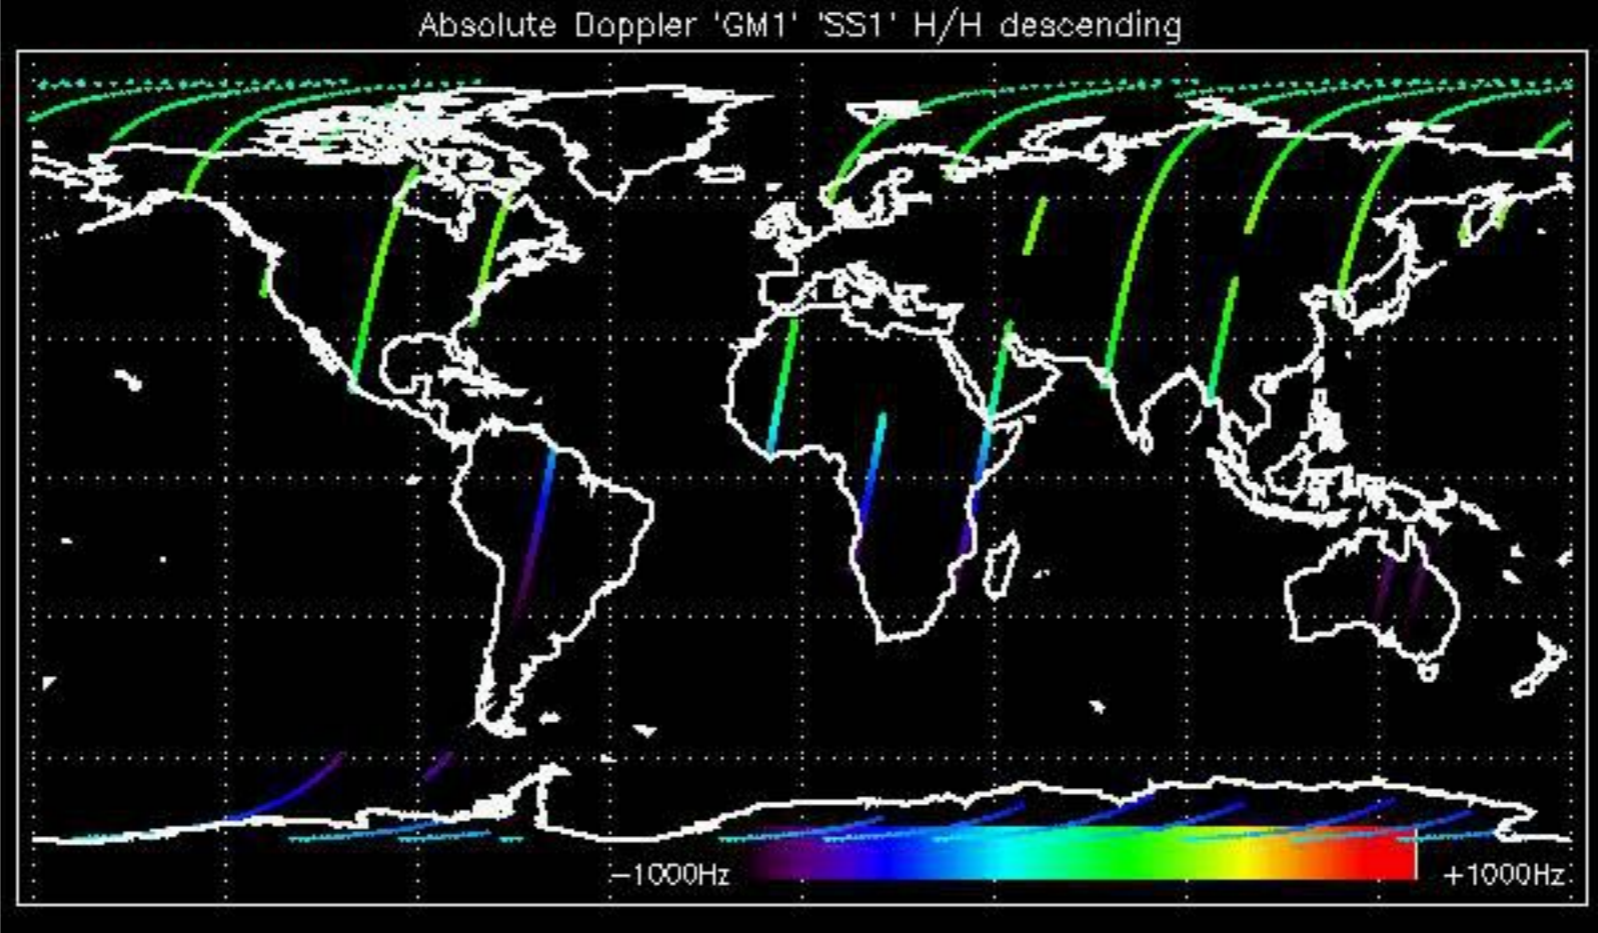 Absolute Doppler 'GM1' 'SS1' H/H descending
−1000Hz +1000Hz